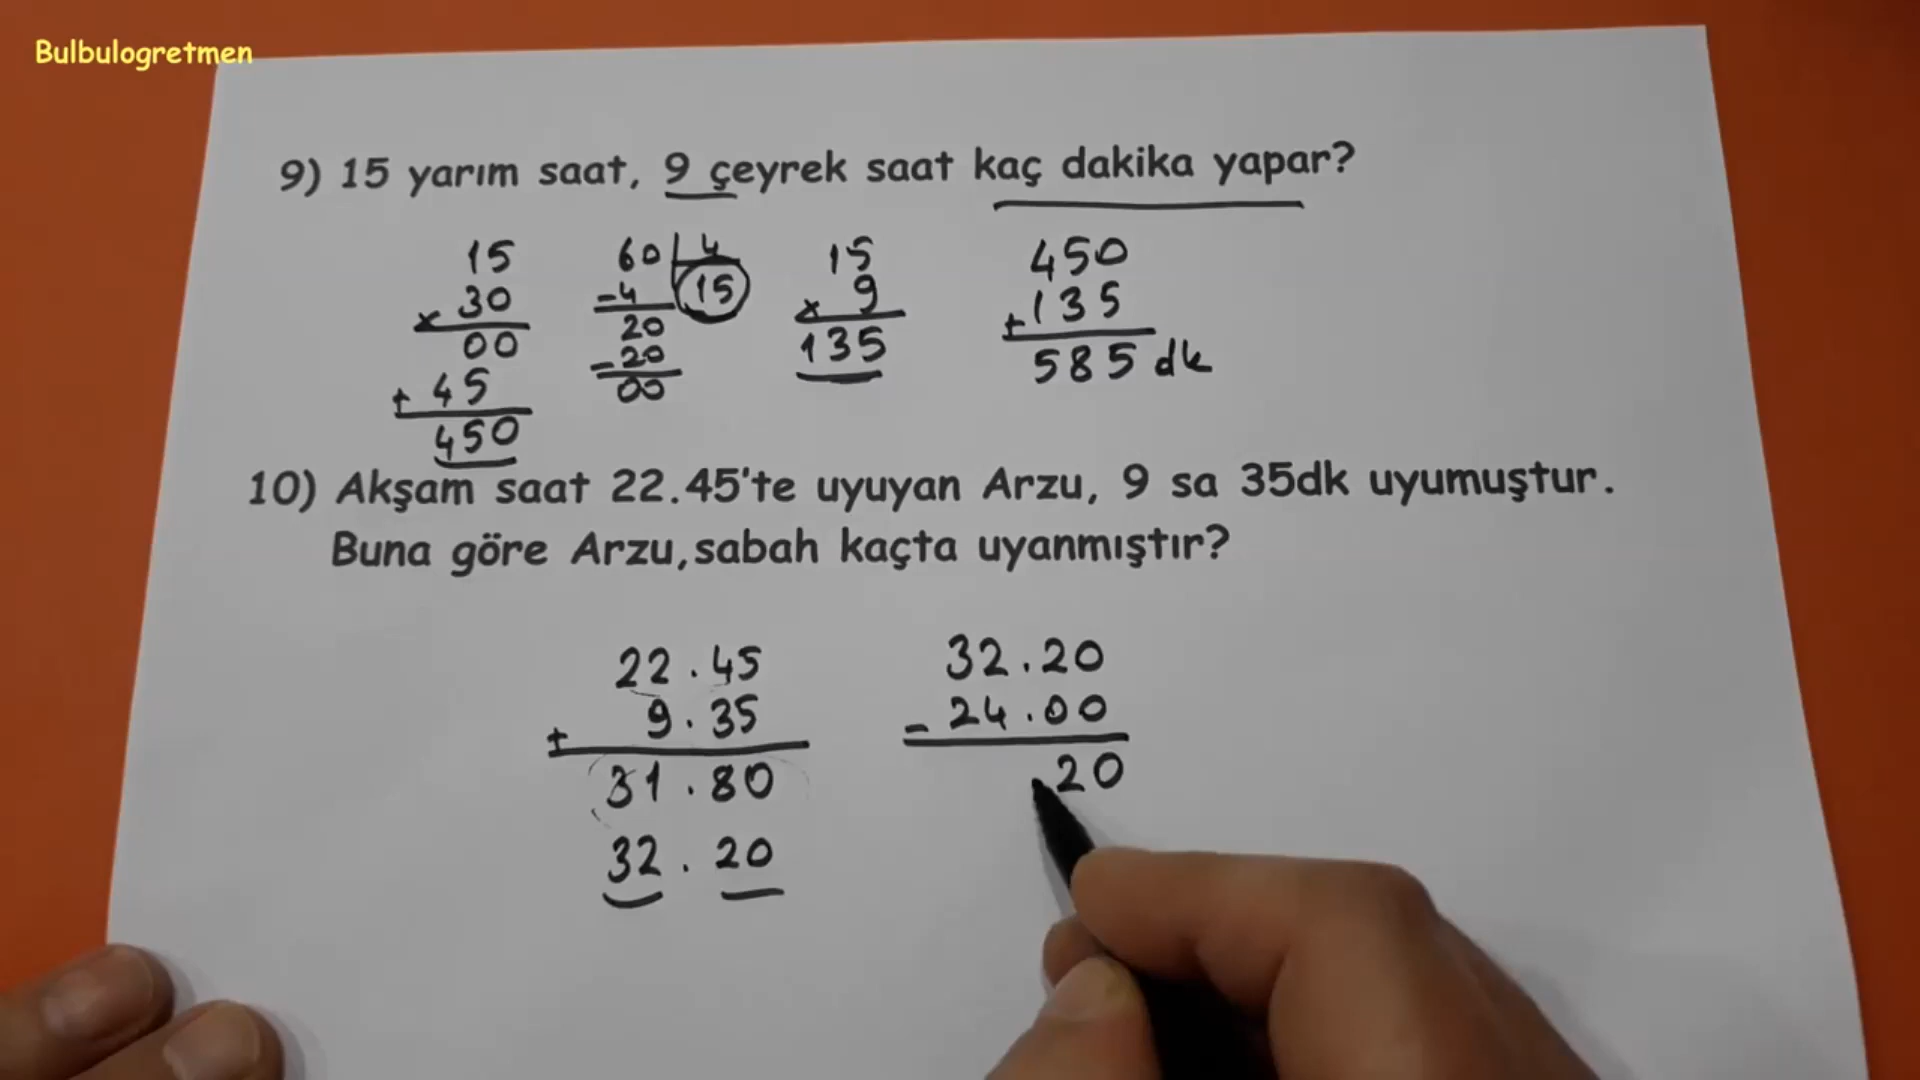 Bulbulogretmen
9) 15 yarım saat, 9 çeyrek saat kaç dakika yapar?
15
x 30
00
+ 45
450
60 | 4
-4 15
20
-20
00
15
x 9
135
450
+135
585 dk
10) Akşam saat 22.45'te uyuyan Arzu, 9 sa 35dk uyumuştur.
Buna göre Arzu,sabah kaçta uyanmıştır?
22.45
+ 9.35
31.80
32.20
32.20
- 24.00
.20